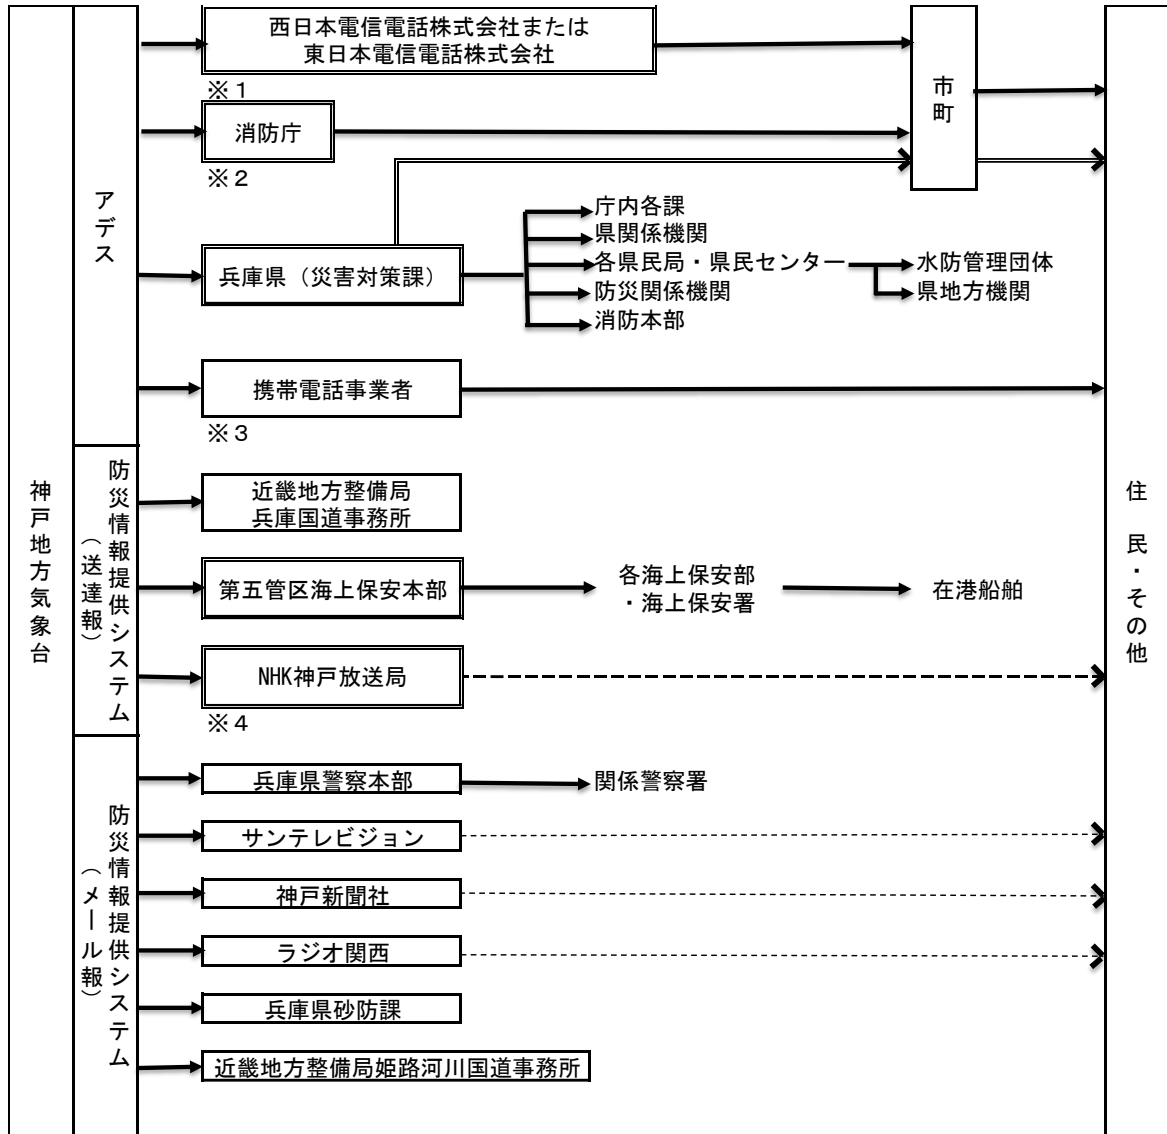 西日本電信電話株式会社または
東日本電信電話株式会社
※1
消防庁
※2
市町
アデス
庁内各課
県関係機関
兵庫県（災害対策課）
各県民局・県民センター
水防管理団体
防災関係機関
県地方機関
消防本部
携帯電話事業者
※3
神戸地方気象台
防災情報提供システム
（送達報）
近畿地方整備局
兵庫国道事務所
第五管区海上保安本部
各海上保安部
・海上保安署
在港船舶
NHK神戸放送局
※4
住民・その他
防災情報提供システム
（メール報）
兵庫県警察本部
関係警察署
サンテレビジョン
神戸新聞社
ラジオ関西
兵庫県砂防課
近畿地方整備局姫路河川国道事務所